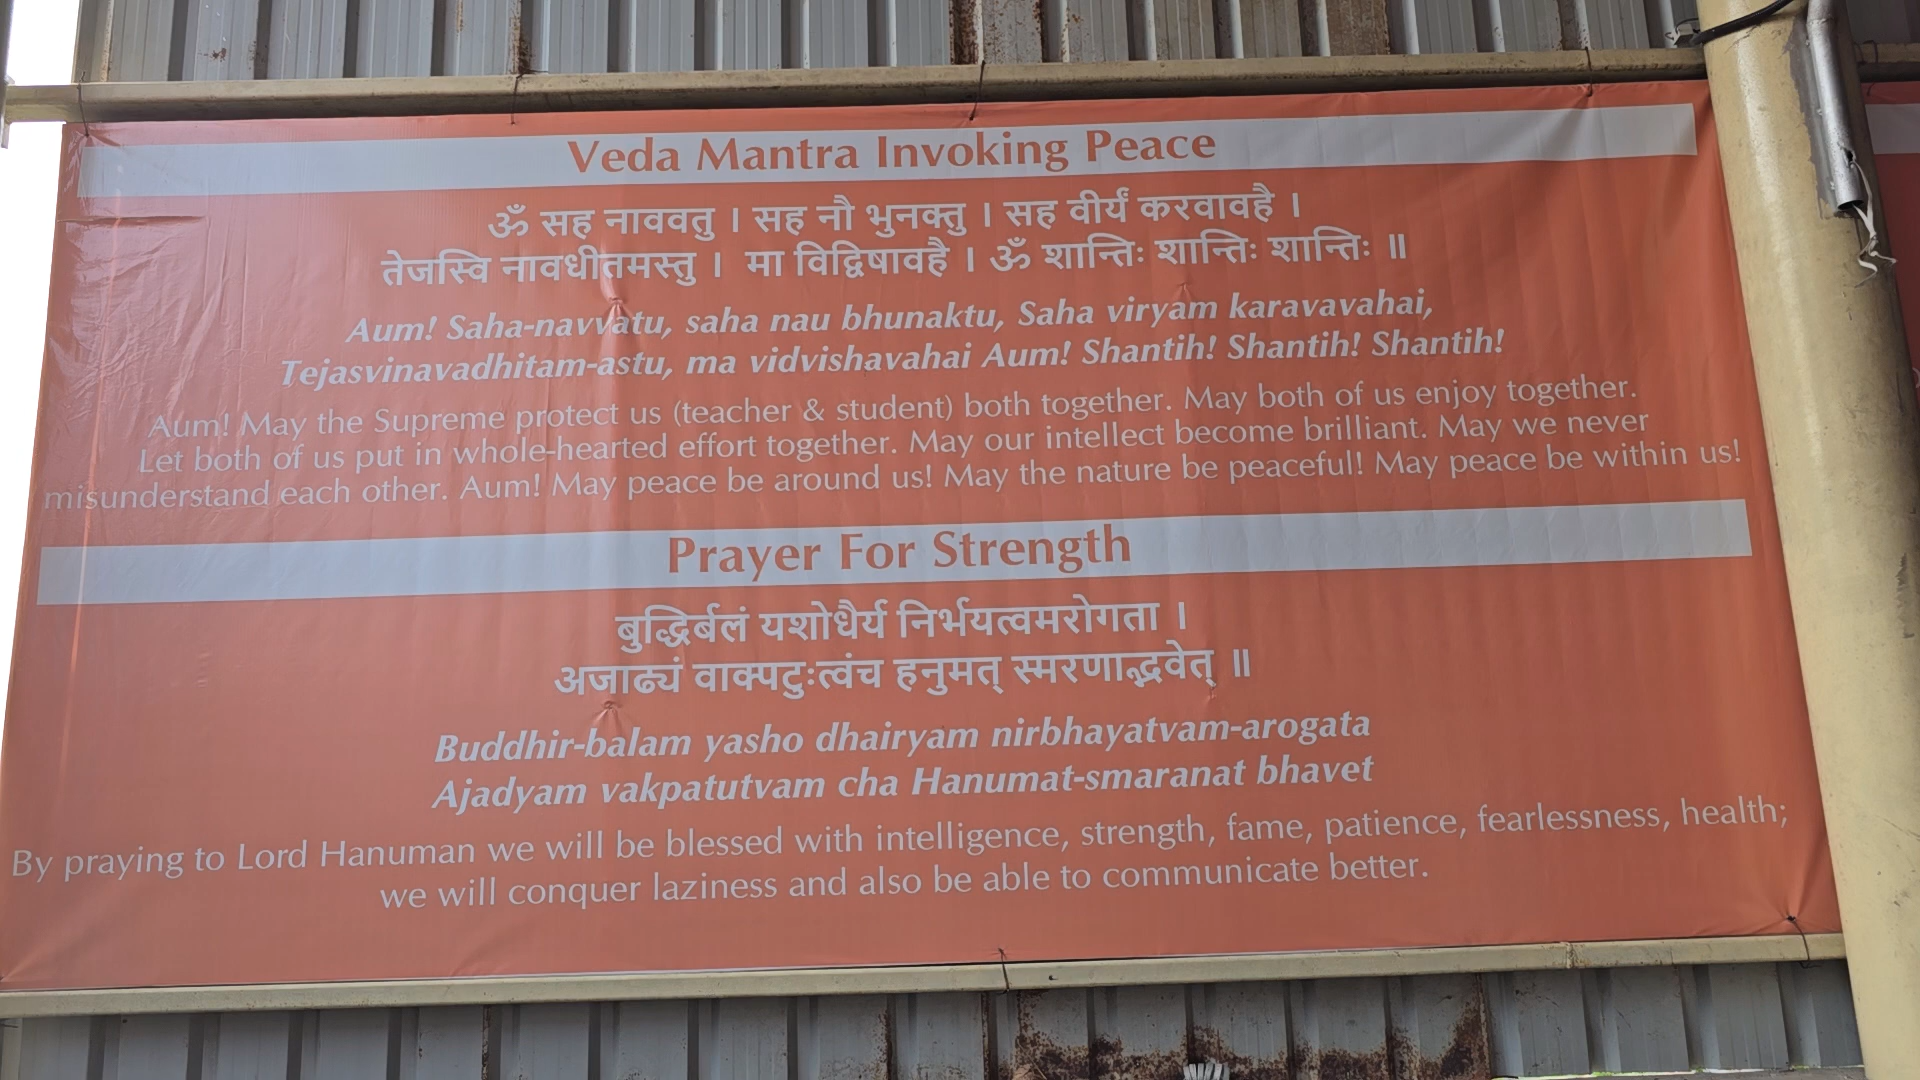 Veda Mantra Invoking Peace
ॐ सह नाववतु । सह नौ भुनक्तु । सह वीर्यं करवावहै ।
तेजस्वि नावधीतमस्तु । मा विद्विषावहै । ॐ शान्तिः शान्तिः शान्तिः ॥
Aum! Saha-navvatu, saha nau bhunaktu, Saha viryam karavavahai,
Tejasvinavadhitam-astu, ma vidvishavahai Aum! Shantih! Shantih! Shantih!
Aum! May the Supreme protect us (teacher & student) both together. May both of us enjoy together.
Let both of us put in whole-hearted effort together. May our intellect become brilliant. May we never
misunderstand each other. Aum! May peace be around us! May the nature be peaceful! May peace be within us!
Prayer For Strength
बुद्धिर्बलं यशोधैर्य निर्भयत्वमरोगता ।
अजाढ्यं वाक्पटुःत्वंच हनुमत् स्मरणाद्भवेत् ॥
Buddhir-balam yasho dhairyam nirbhayatvam-arogata
Ajadyam vakpatutvam cha Hanumat-smaranat bhavet
By praying to Lord Hanuman we will be blessed with intelligence, strength, fame, patience, fearlessness, health;
we will conquer laziness and also be able to communicate better.